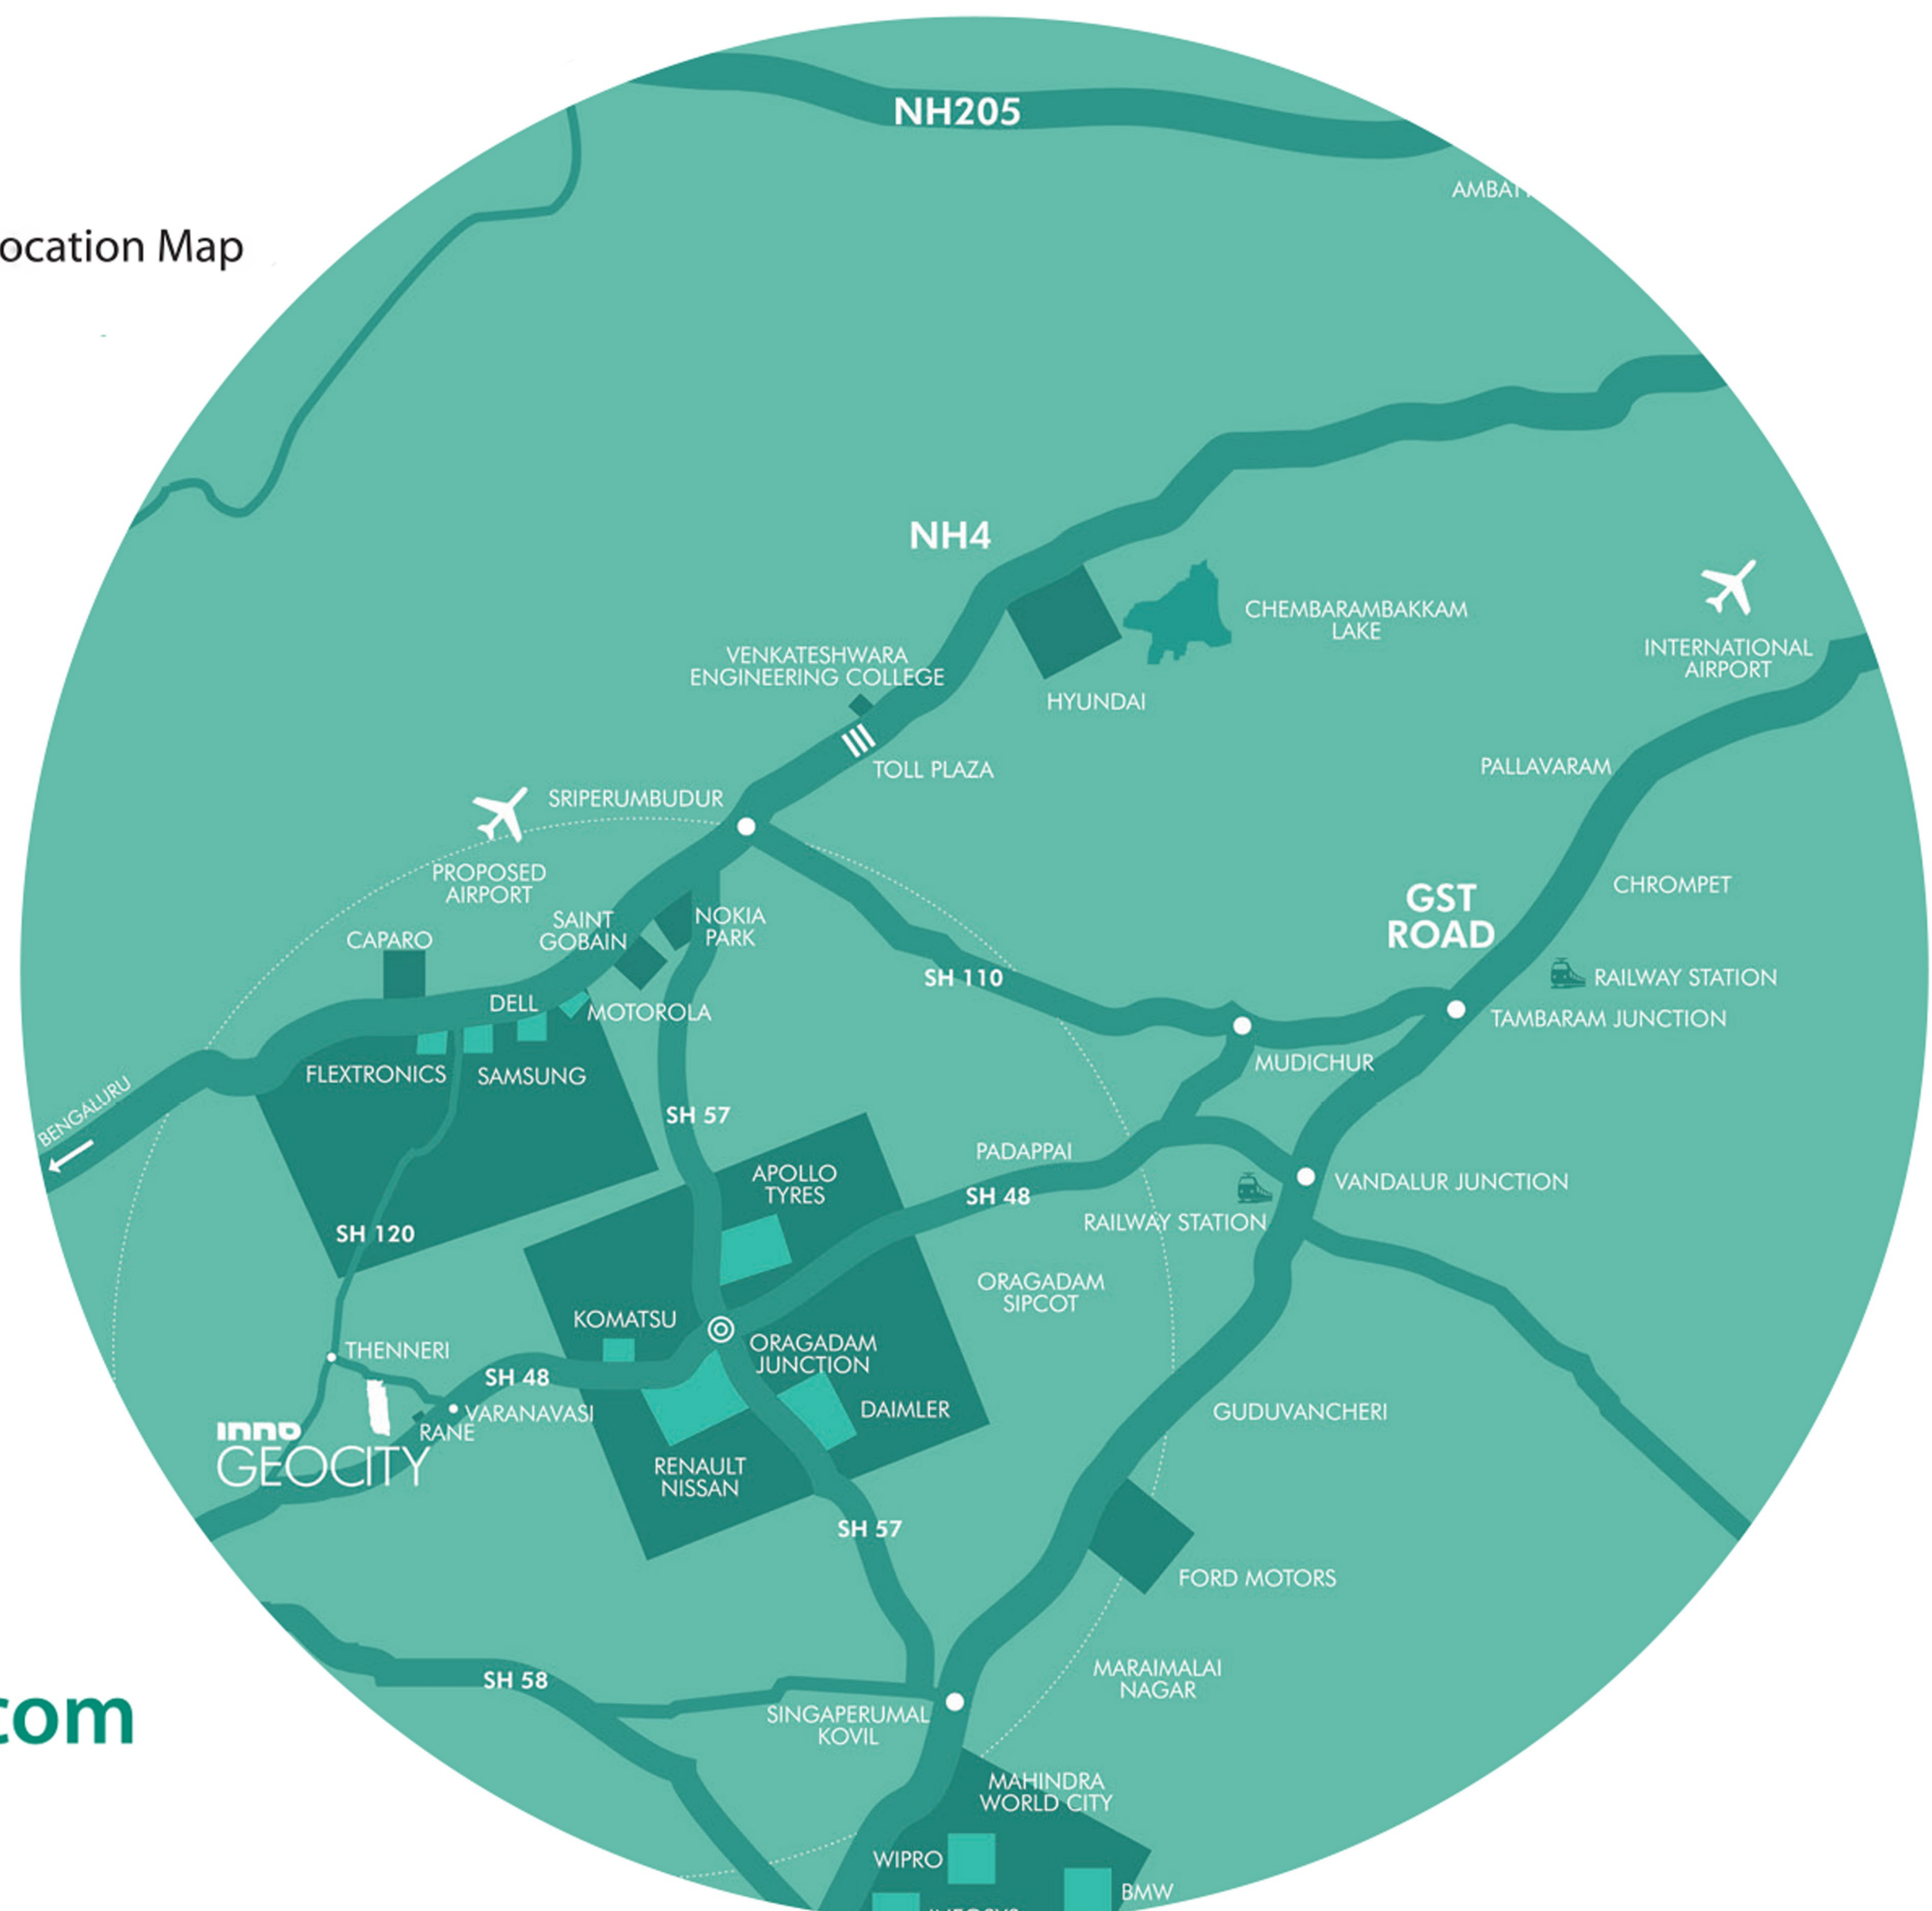 NH205
ocation Map
NH4
CHEMBARAMBAKKAM
LAKE
INTERNATIONAL
AIRPORT
VENKATESHWARA
ENGINEERING COLLEGE
HYUNDAI
TOLL PLAZA
PALLAVARAM
SRIPERUMBUDUR
PROPOSED
AIRPORT
CHROMPET
GST
ROAD
SAINT
GOBAIN
NOKIA
PARK
CAPARO
SH 110
RAILWAY STATION
DELL
MOTOROLA
TAMBARAM JUNCTION
MUDICHUR
FLEXTRONICS
SAMSUNG
BENGALURU
SH 57
PADAPPAI
APOLLO
TYRES
SH 48
VANDALUR JUNCTION
RAILWAY STATION
SH 120
ORAGADAM
SIPCOT
KOMATSU
ORAGADAM
JUNCTION
THENNERI
SH 48
VARANAVASI
RANE
DAIMLER
GUDUVANCHERI
INNO
GEOCITY
RENAULT
NISSAN
SH 57
FORD MOTORS
SH 58
MARAIMALAI
NAGAR
SINGAPERUMAL
KOVIL
com
MAHINDRA
WORLD CITY
WIPRO
BMW